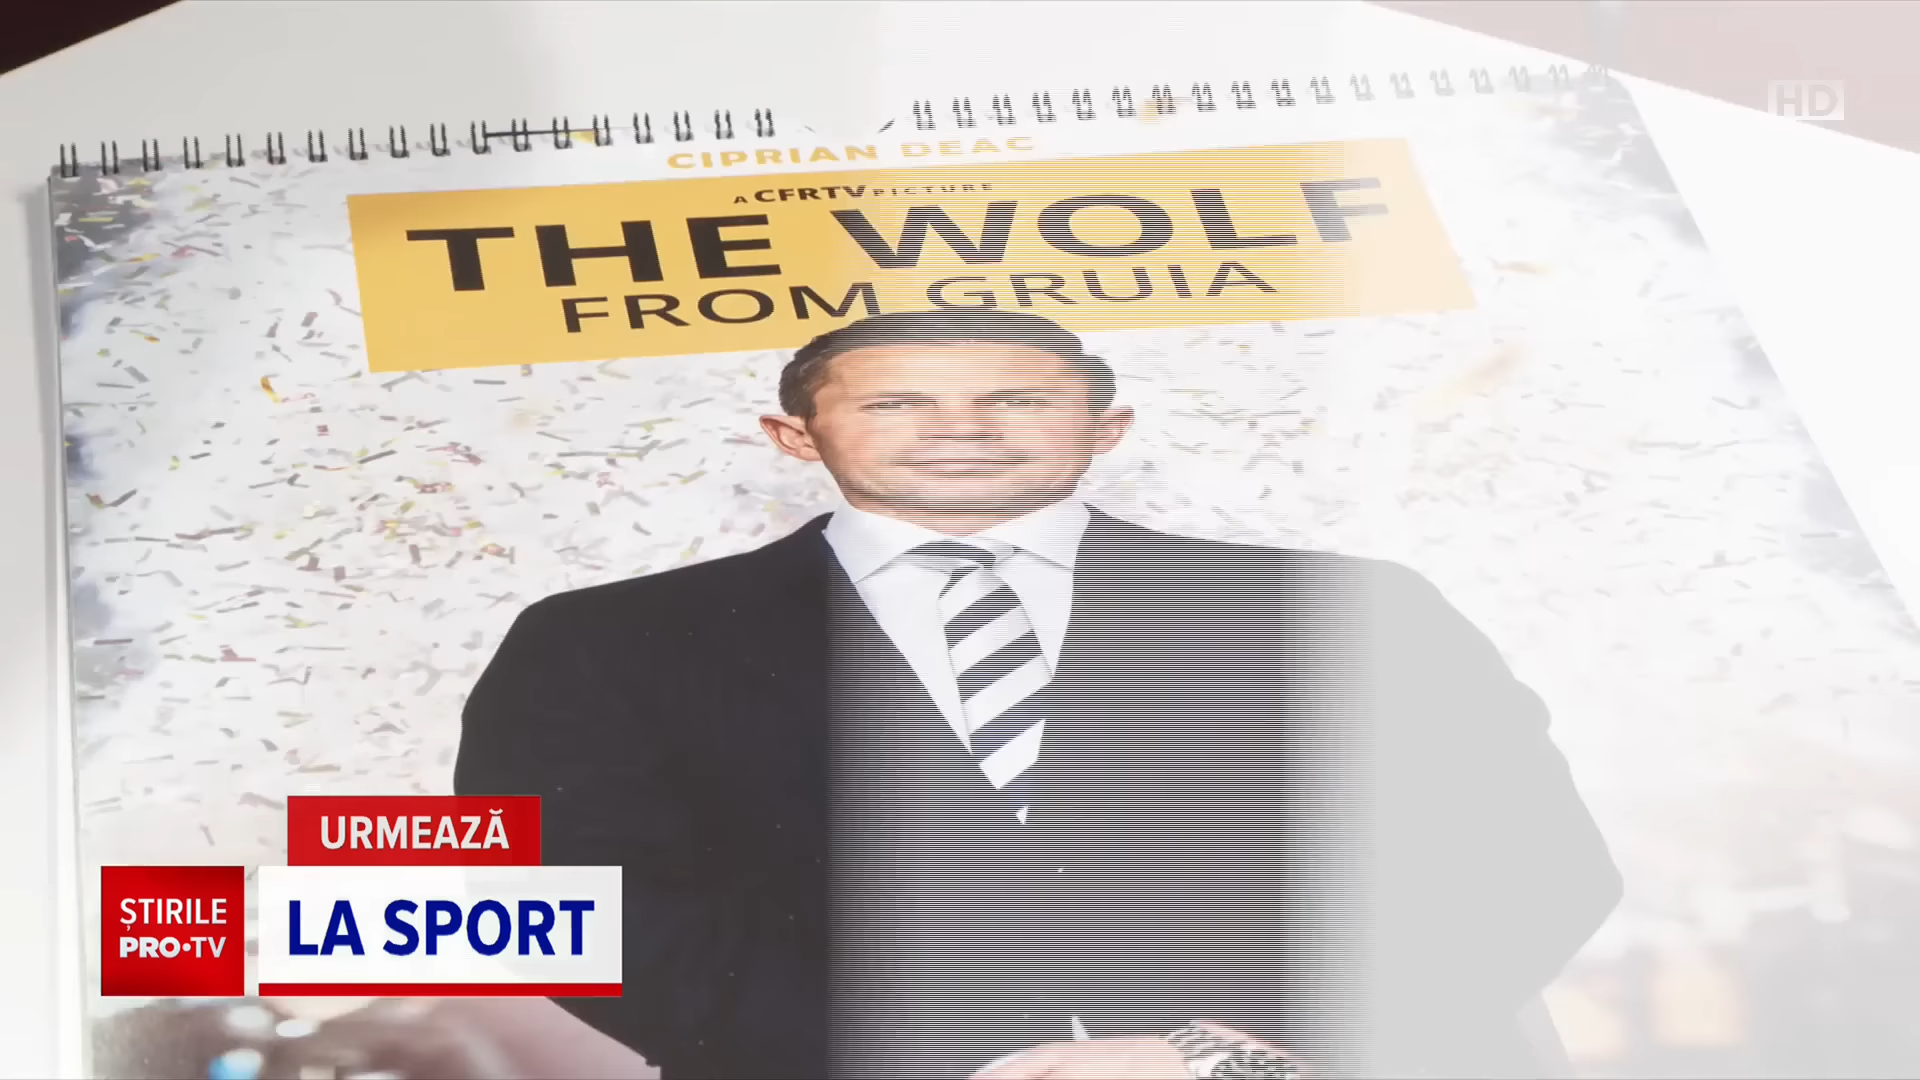 HD
CIPRIAN DEAC
A CFRTV PICTURE
THE WOLF
FROM GRUIA
URMEAZĂ
ȘTIRILE
PRO•TV
LA SPORT